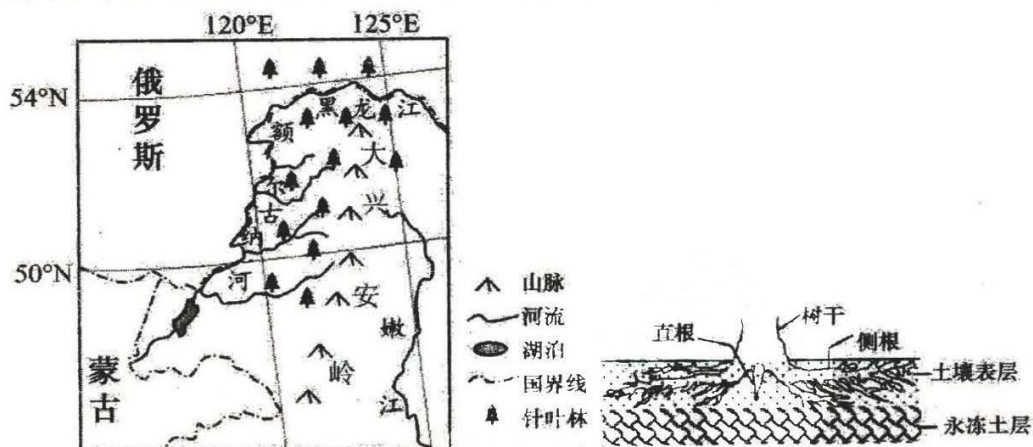 120°E 125°E
俄罗斯
54°N
黑龙江
额尔古纳河
大兴安岭
50°N
嫩江
蒙古
山脉
河流
湖泊
国界线
针叶林
直根
树干
侧根
土壤表层
永冻土层